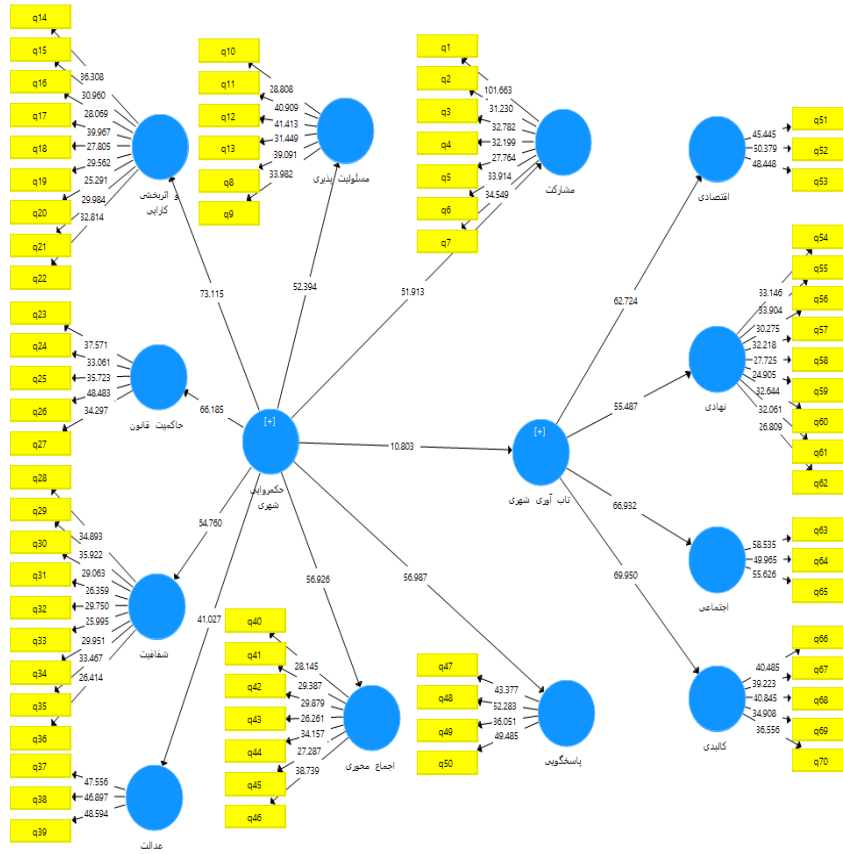 q14
q15
q16
q17
q18
q19
q20
q21
q22
36.308
30.960
28.069
39.967
27.805
29.562
25.291
29.984
32.814
و اثربخشی
کارایی
q10
q11
q12
q13
q8
q9
28.808
40.909
41.413
31.449
39.091
33.982
مسئولیت پذیری
q1
q2
q3
q4
q5
q6
q7
101.663
31.230
32.782
32.199
27.764
33.914
34.549
مشارکت
q51
q52
q53
45.445
50.379
48.448
اقتصادی
73.115
52.394
51.913
62.724
q54
q55
q56
q57
q58
q59
q60
q61
q62
33.146
33.904
30.275
32.218
27.725
24.905
32.644
32.061
26.809
نهادی
q23
q24
q25
q26
q27
37.571
33.061
35.723
48.483
34.297
حاکمیت قانون
66.185
[+]
حکمروایی
شهری
10.803
[+]
تاب آوری شهری
55.487
66.932
69.950
q28
q29
q30
q31
q32
q33
q34
q35
q36
34.893
35.922
29.063
26.359
29.750
25.995
29.951
33.467
26.414
شفافیت
54.760
41.027
56.926
56.987
q63
q64
q65
58.535
49.965
55.626
اجتماعی
q37
q38
q39
47.556
46.897
48.594
عدالت
q40
q41
q42
q43
q44
q45
q46
28.145
29.387
29.879
26.261
34.157
27.287
38.739
اجماع محوری
q47
q48
q49
q50
43.377
52.283
36.051
49.485
پاسخگویی
q66
q67
q68
q69
q70
40.485
39.223
40.845
34.908
36.556
کالبدی